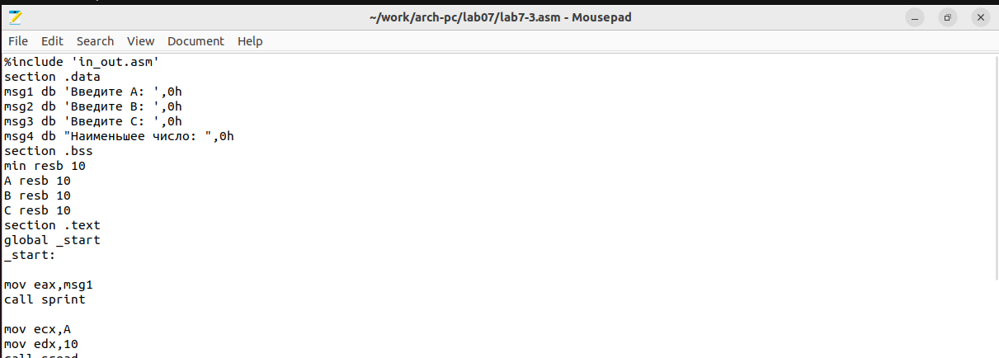 ~/work/arch-pc/lab07/lab7-3.asm - Mousepad
File Edit Search View Document Help
%include 'in_out.asm'
section .data
msg1 db 'Введите A: ',0h
msg2 db 'Введите B: ',0h
msg3 db 'Введите C: ',0h
msg4 db "Наименьшее число: ",0h
section .bss
min resb 10
A resb 10
B resb 10
C resb 10
section .text
global _start
_start:
mov eax,msg1
call sprint
mov ecx,A
mov edx,10
call sread